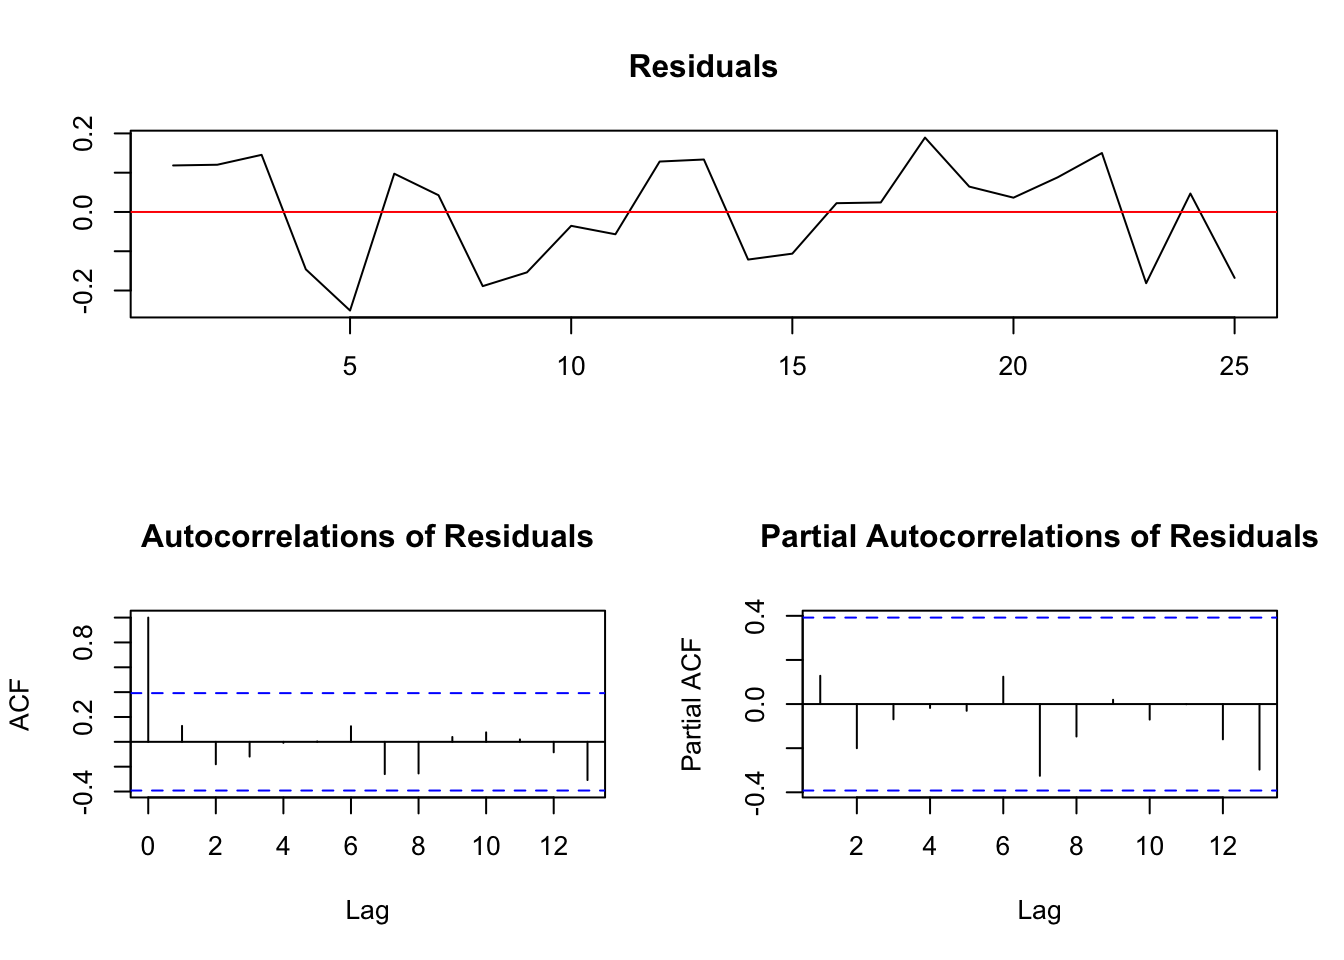 Residuals
0.2
0.0
-0.2
5 10 15 20 25
Autocorrelations of Residuals
ACF
0.8
0.2
-0.4
0 2 4 6 8 10 12
Lag
Partial Autocorrelations of Residuals
Partial ACF
0.4
0.0
-0.4
2 4 6 8 10 12
Lag